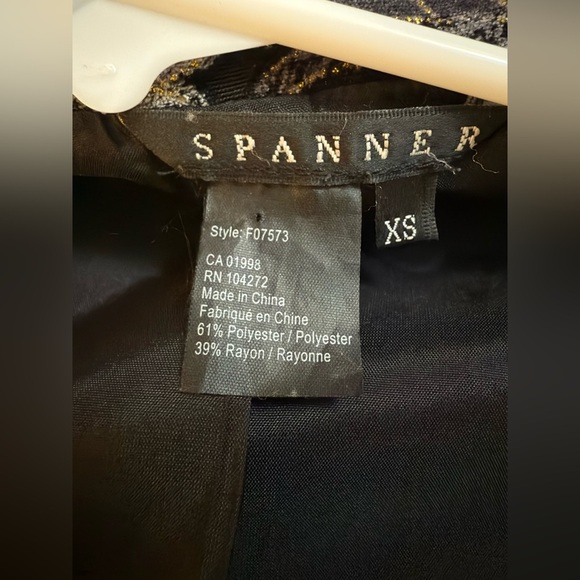 SPANNER
XS
Style: F07573
CA 01998
RN 104272
Made in China
Fabriqué en Chine
61% Polyester / Polyester
39% Rayon / Rayonne